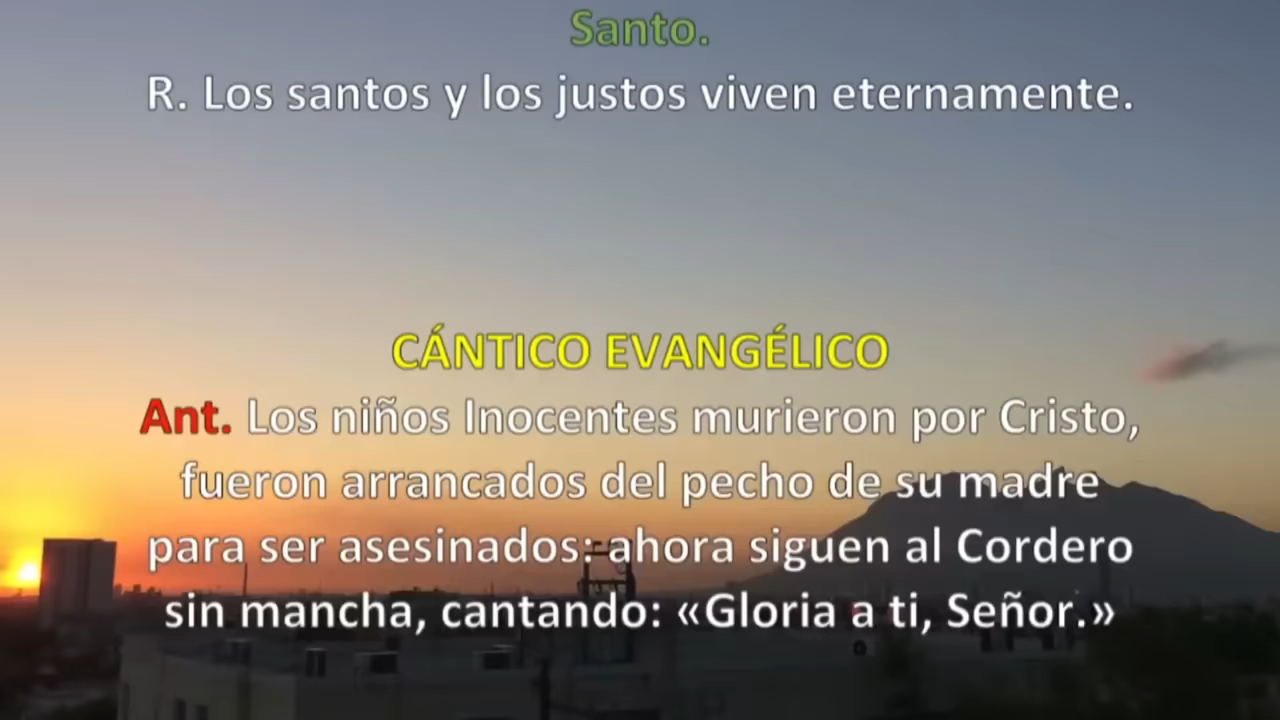 Santo.
R. Los santos y los justos viven eternamente.
CÁNTICO EVANGÉLICO
Ant. Los niños Inocentes murieron por Cristo,
fueron arrancados del pecho de su madre
para ser asesinados: ahora siguen al Cordero
sin mancha, cantando: «Gloria a ti, Señor.»